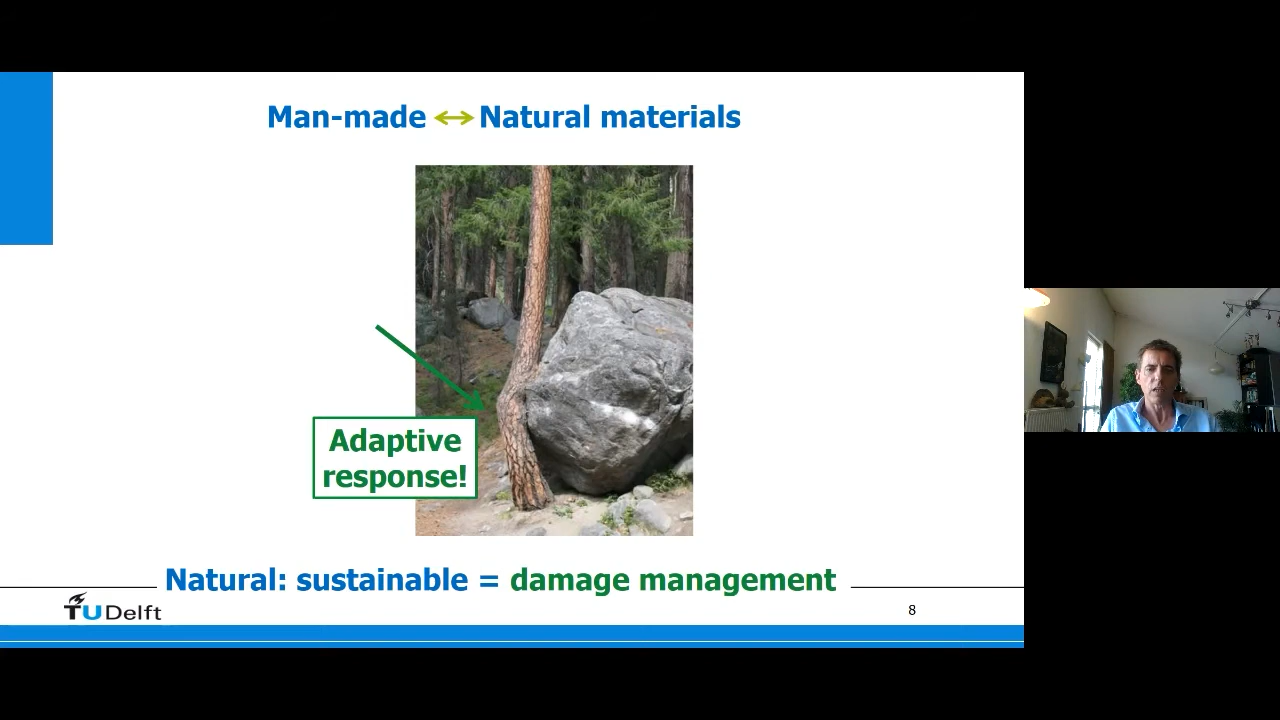 Man-made ↔ Natural materials
Adaptive
response!
Natural: sustainable = damage management
TU Delft
8